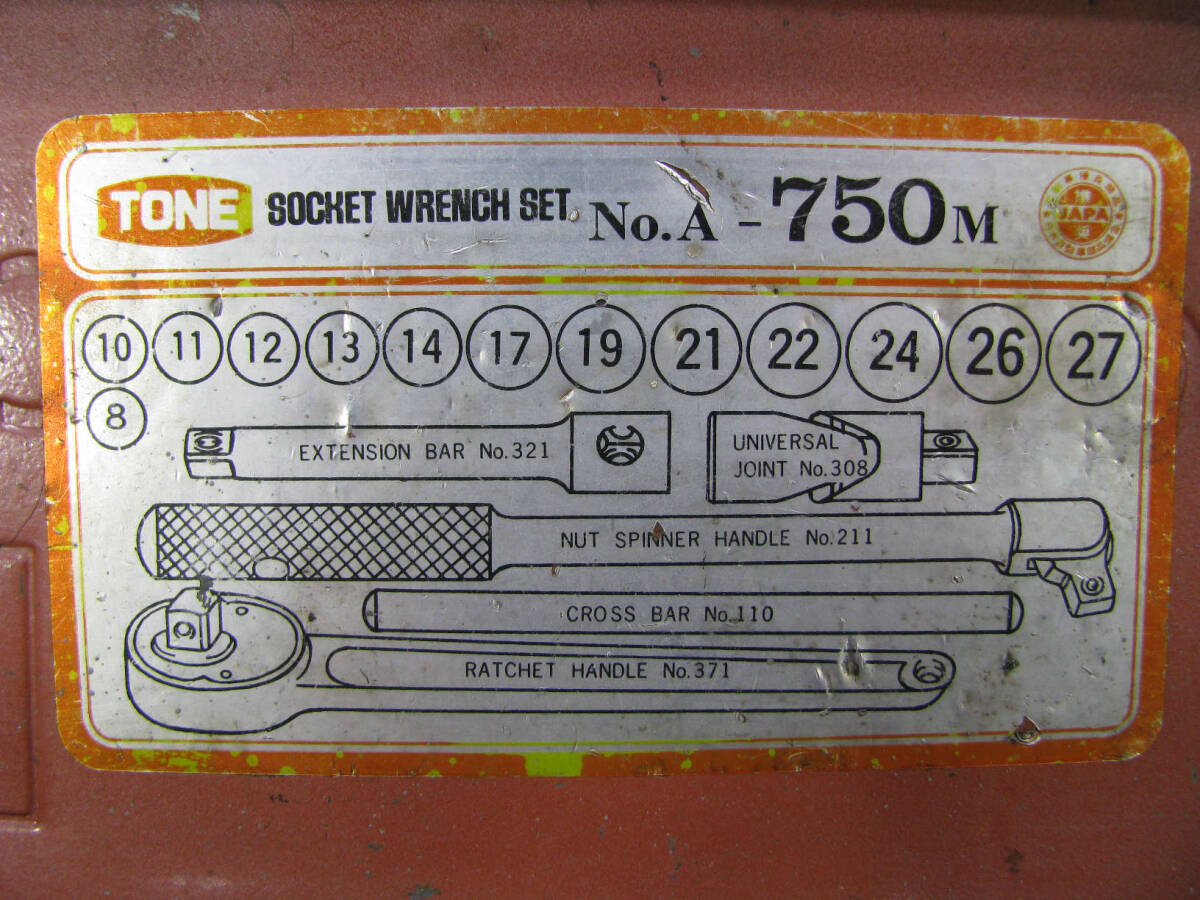 TONE SOCKET WRENCH SET. No. A - 750 M
JAPA
10 11 12 13 14 17 19 21 22 24 26 27
8
EXTENSION BAR No. 321
UNIVERSAL
JOINT No. 308
NUT SPINNER HANDLE No. 211
CROSS BAR No. 110
RATCHET HANDLE No. 371